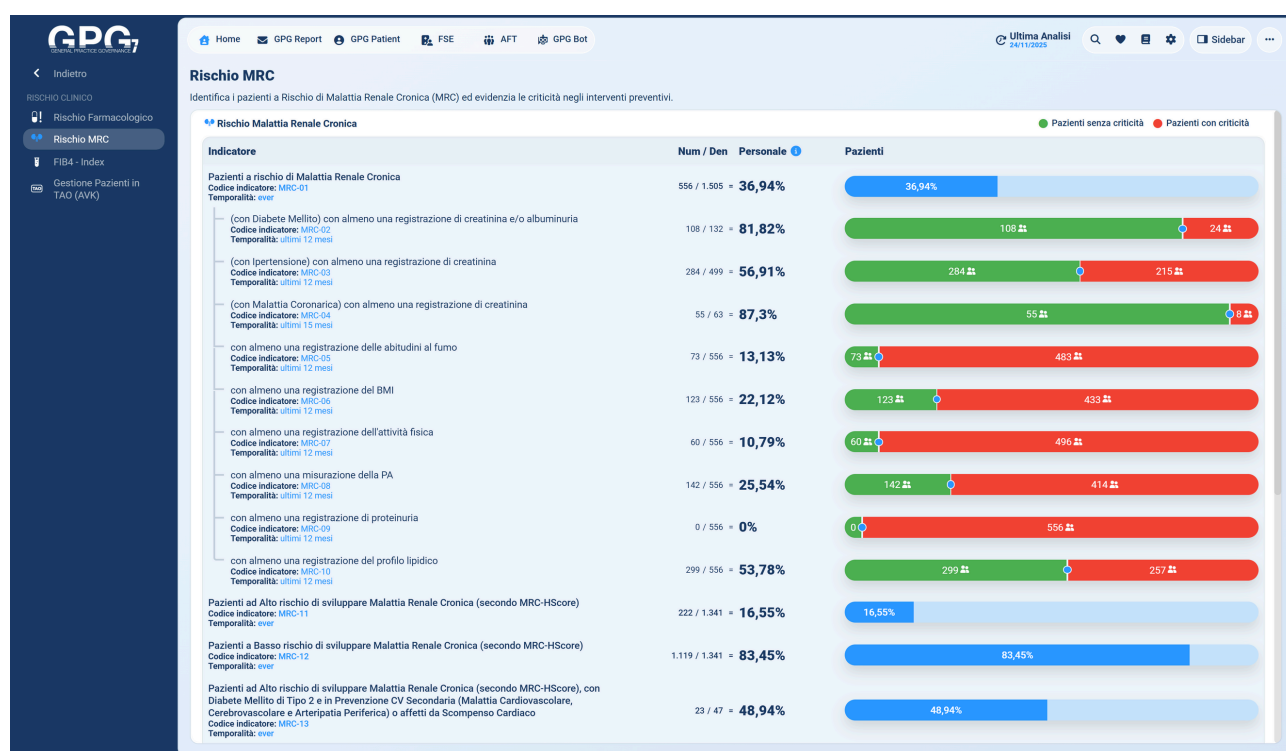 GPG7
GENERAL PRACTICE GOVERNANCE
Home
GPG Report
GPG Patient
FSE
AFT
GPG Bot
Ultima Analisi
24/11/2025
Sidebar
Indietro
RISCHIO CLINICO
Rischio Farmacologico
Rischio MRC
FIB4 - Index
TAO
Gestione Pazienti in
TAO (AVK)
Rischio MRC
Identifica i pazienti a Rischio di Malattia Renale Cronica (MRC) ed evidenzia le criticità negli interventi preventivi.
Rischio Malattia Renale Cronica
Pazienti senza criticità
Pazienti con criticità
Indicatore Num / Den Personale Pazienti
Pazienti a rischio di Malattia Renale Cronica
Codice indicatore: MRC-01
Temporalità: ever
556 / 1.505 = 36,94%
36,94%
(con Diabete Mellito) con almeno una registrazione di creatinina e/o albuminuria
Codice indicatore: MRC-02
Temporalità: ultimi 12 mesi
108 / 132 = 81,82%
108 24
(con Ipertensione) con almeno una registrazione di creatinina
Codice indicatore: MRC-03
Temporalità: ultimi 12 mesi
284 / 499 = 56,91%
284 215
(con Malattia Coronarica) con almeno una registrazione di creatinina
Codice indicatore: MRC-04
Temporalità: ultimi 15 mesi
55 / 63 = 87,3%
55 8
con almeno una registrazione delle abitudini al fumo
Codice indicatore: MRC-05
Temporalità: ultimi 12 mesi
73 / 556 = 13,13%
73 483
con almeno una registrazione del BMI
Codice indicatore: MRC-06
Temporalità: ultimi 12 mesi
123 / 556 = 22,12%
123 433
con almeno una registrazione dell'attività fisica
Codice indicatore: MRC-07
Temporalità: ultimi 12 mesi
60 / 556 = 10,79%
60 496
con almeno una misurazione della PA
Codice indicatore: MRC-08
Temporalità: ultimi 12 mesi
142 / 556 = 25,54%
142 414
con almeno una registrazione di proteinuria
Codice indicatore: MRC-09
Temporalità: ultimi 12 mesi
0 / 556 = 0%
0 556
con almeno una registrazione del profilo lipidico
Codice indicatore: MRC-10
Temporalità: ultimi 12 mesi
299 / 556 = 53,78%
299 257
Pazienti ad Alto rischio di sviluppare Malattia Renale Cronica (secondo MRC-HScore)
Codice indicatore: MRC-11
Temporalità: ever
222 / 1.341 = 16,55%
16,55%
Pazienti a Basso rischio di sviluppare Malattia Renale Cronica (secondo MRC-HScore)
Codice indicatore: MRC-12
Temporalità: ever
1.119 / 1.341 = 83,45%
83,45%
Pazienti ad Alto rischio di sviluppare Malattia Renale Cronica (secondo MRC-HScore), con
Diabete Mellito di Tipo 2 e in Prevenzione CV Secondaria (Malattia Cardiovascolare,
Cerebrovascolare e Arteripatia Periferica) o affetti da Scompenso Cardiaco
Codice indicatore: MRC-13
Temporalità: ever
23 / 47 = 48,94%
48,94%